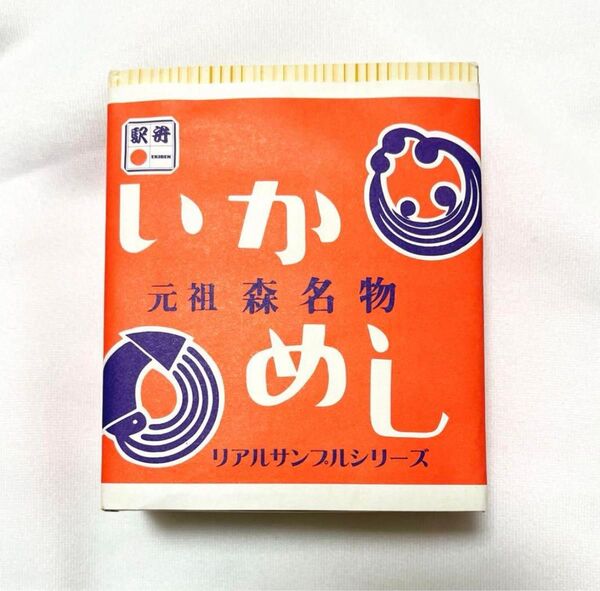 駅弁
EKIBEN
いか
元祖 森名物
めし
リアルサンプルシリーズ